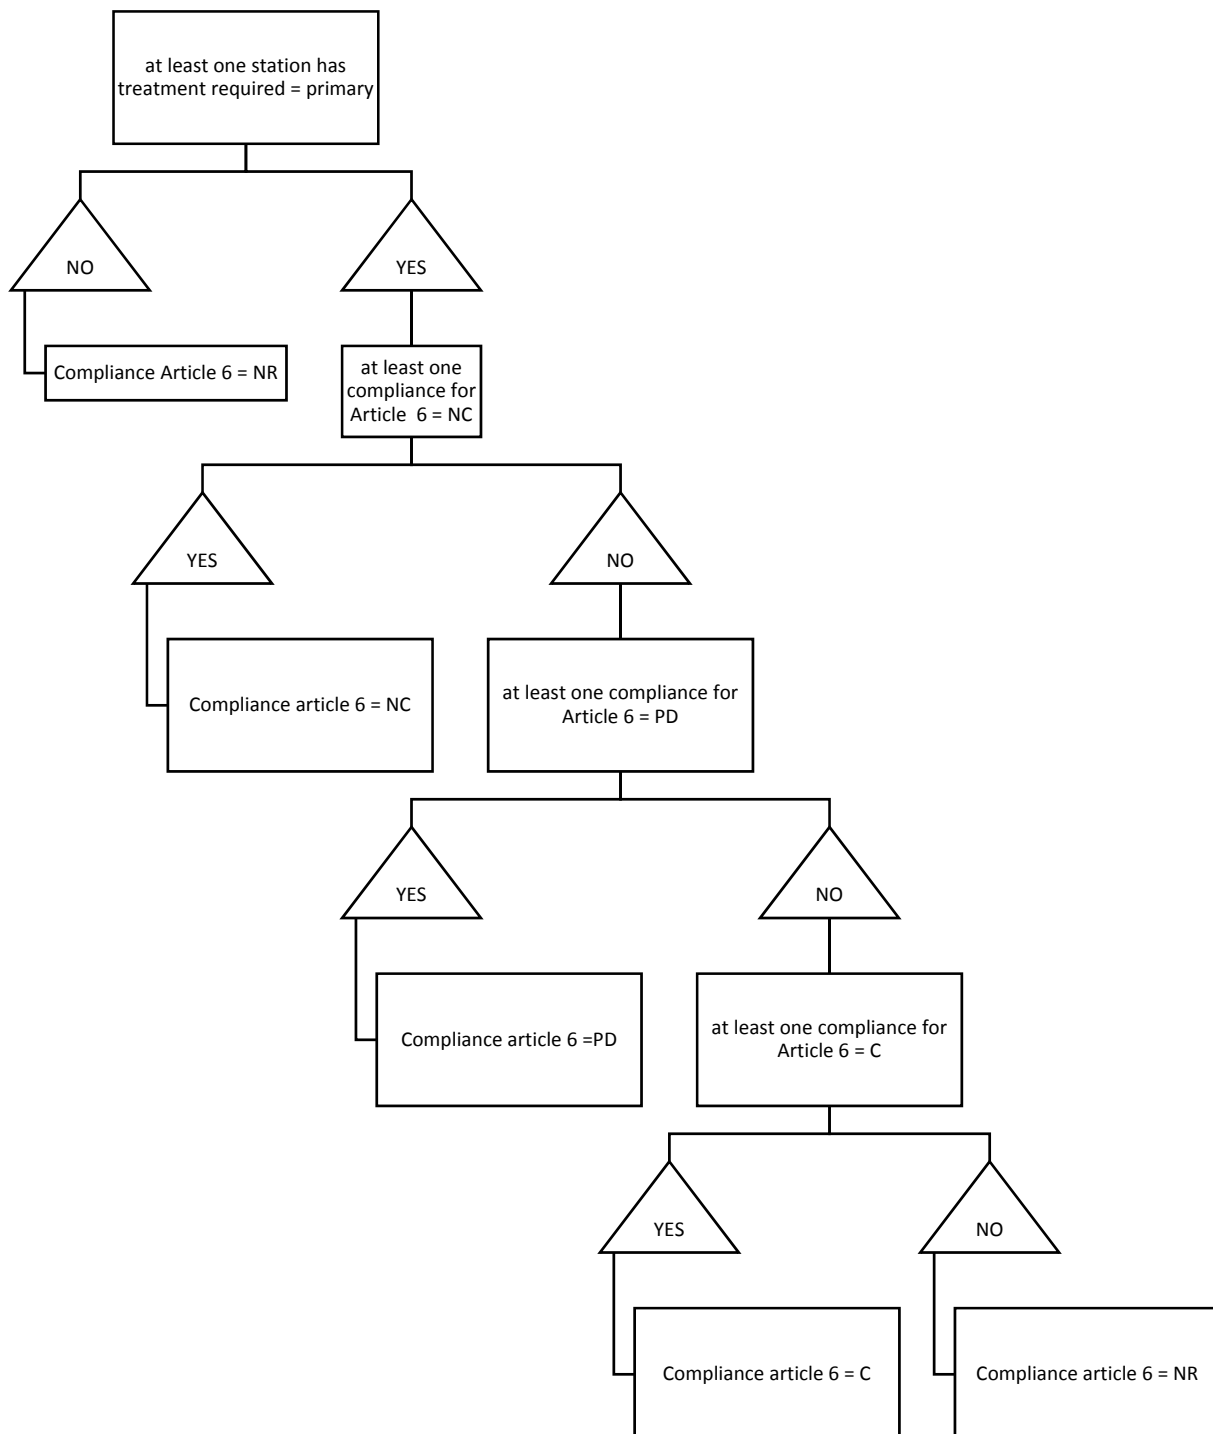 at least one station has
treatment required = primary
NO
YES
Compliance Article 6 = NR
at least one
compliance for
Article  6 = NC
YES
NO
Compliance article 6 = NC
at least one compliance for
Article 6 = PD
YES
NO
Compliance article 6 =PD
at least one compliance for
Article 6 = C
YES
NO
Compliance article 6 = C
Compliance article 6 = NR